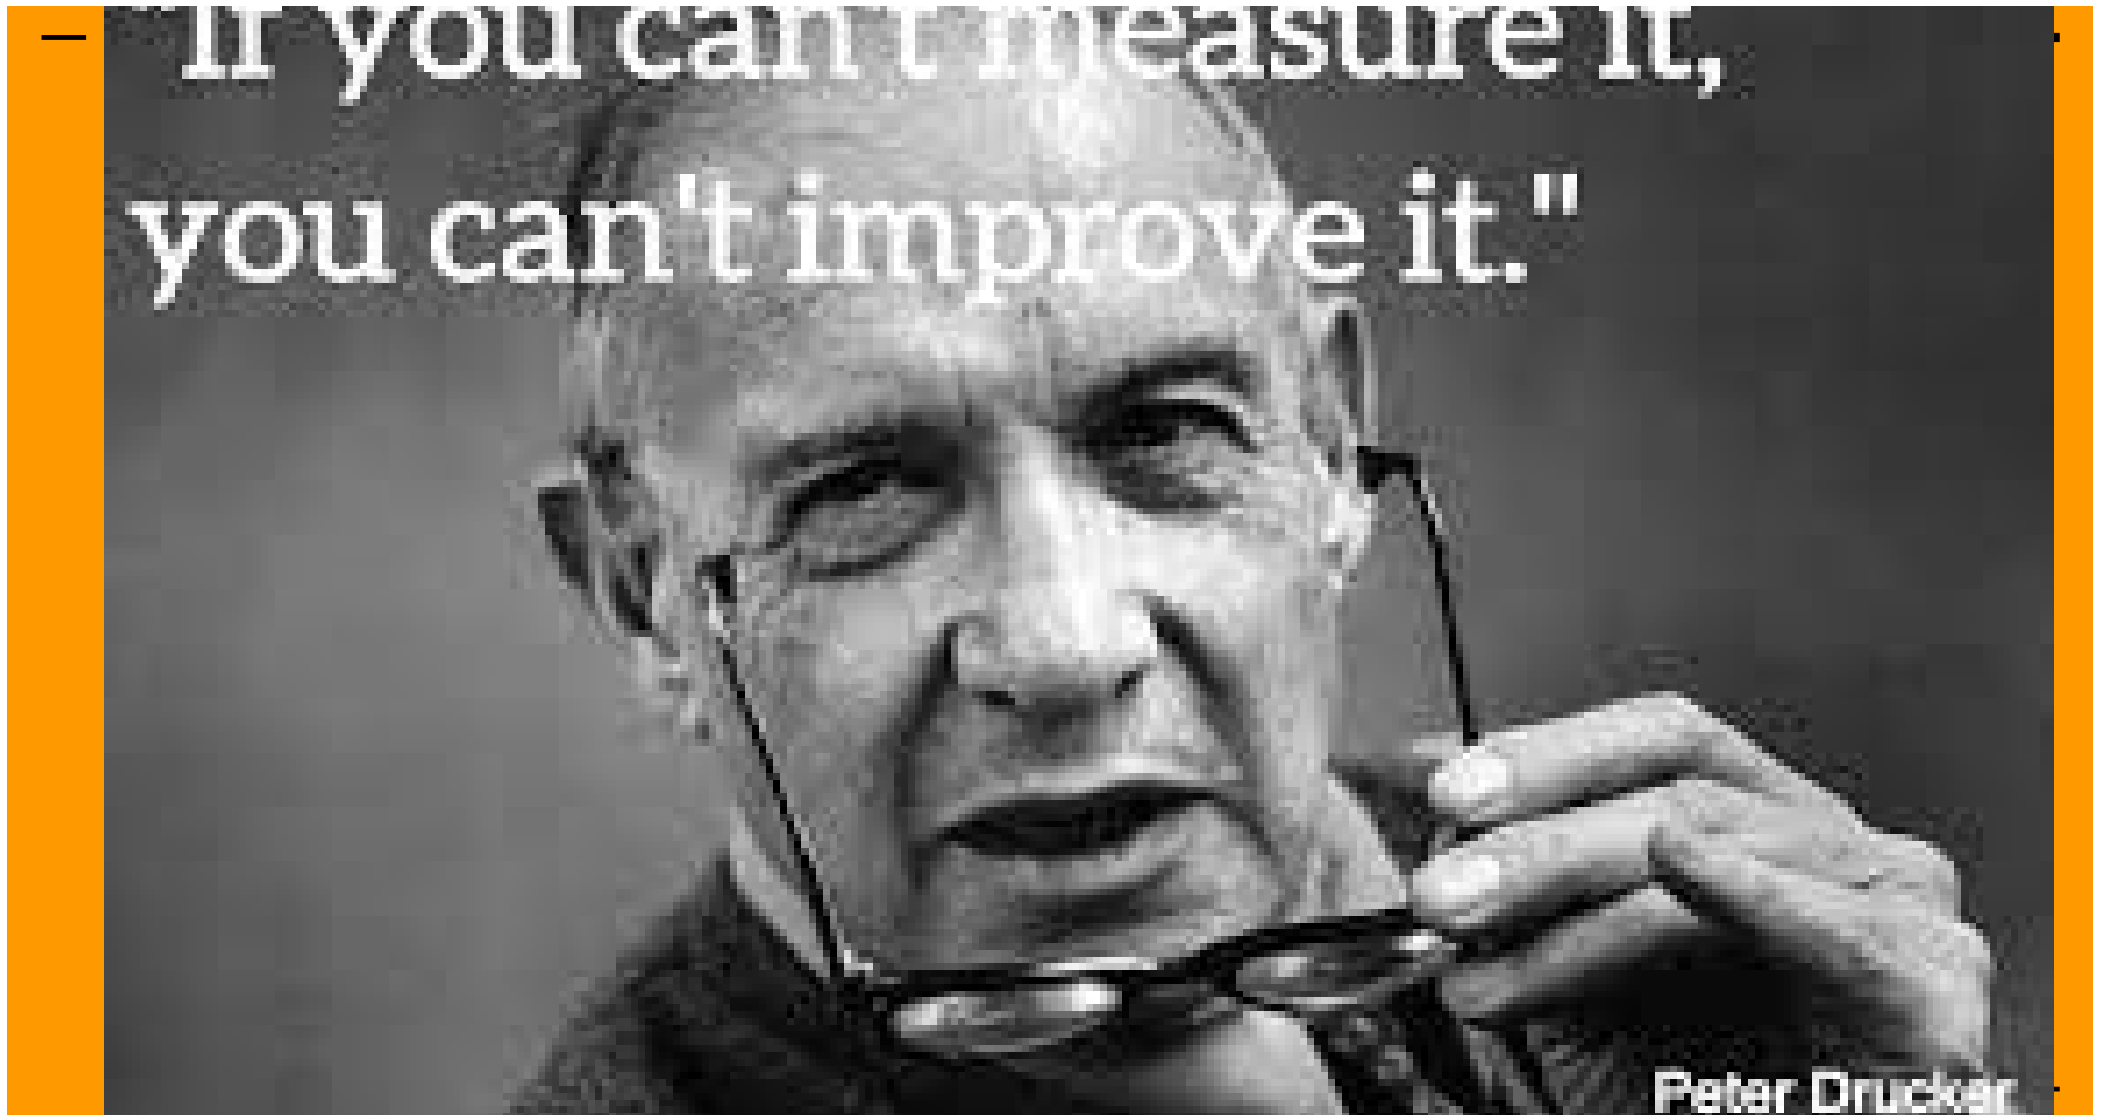 "If you can't measure it,
you can't improve it."
Peter Drucker